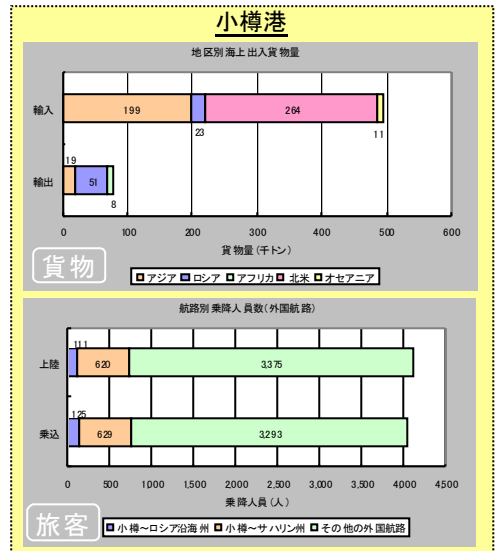 小樽港
地区別海上出入貨物量
輸入
199
23
264
11
輸出
19
51
8
0 100 200 300 400 500 600
貨物量(千トン)
貨物
アジア ロシア アフリカ 北米 オセアニア
航路別乗降人員数(外国航路)
上陸
111
620
3,375
乗込
125
629
3,293
0 500 1,000 1,500 2,000 2,500 3,000 3,500 4,000 4,500
乗降人員(人)
旅客
小樽~ロシア沿海州 小樽~サハリン州 その他の外国航路